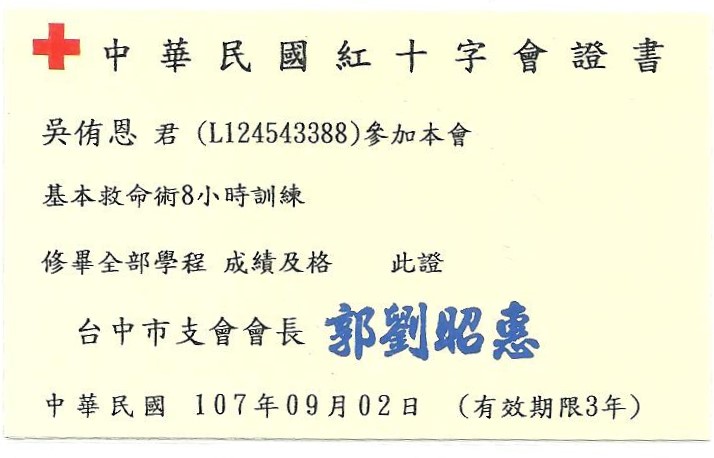 中華民國紅十字會證書
吳侑恩 君 (L124543388)參加本會
基本救命術8小時訓練
修畢全部學程 成績及格 此證
台中市支會會長 郭劉昭惠
中華民國 107年09月02日 (有效期限3年)